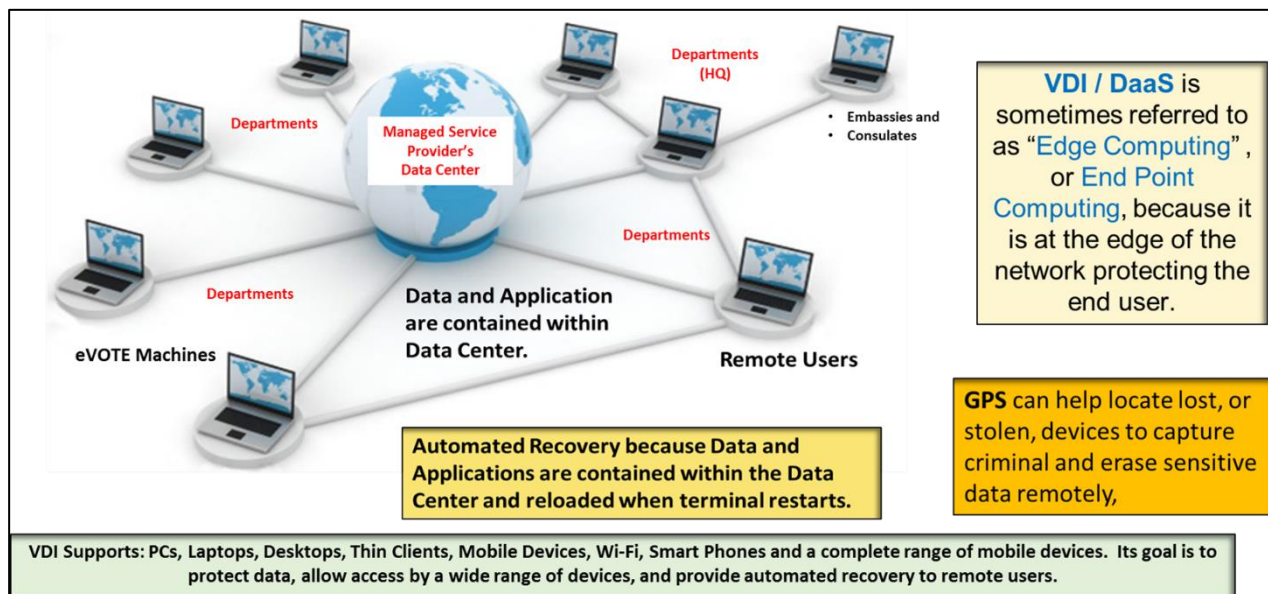 Departments
(HQ)
Managed Service
Provider's
Data Center
Departments
• Embassies and
• Consulates
Departments
Departments
Data and Application
are contained within
Data Center.
eVOTE Machines
Remote Users
VDI / DaaS is
sometimes referred to
as “Edge Computing” ,
or End Point
Computing, because it
is at the edge of the
network protecting the
end user.
GPS can help locate lost, or
stolen, devices to capture
criminal and erase sensitive
data remotely,
Automated Recovery because Data and
Applications are contained within the Data
Center and reloaded when terminal restarts.
VDI Supports: PCs, Laptops, Desktops, Thin Clients, Mobile Devices, Wi-Fi, Smart Phones and a complete range of mobile devices. Its goal is to
protect data, allow access by a wide range of devices, and provide automated recovery to remote users.